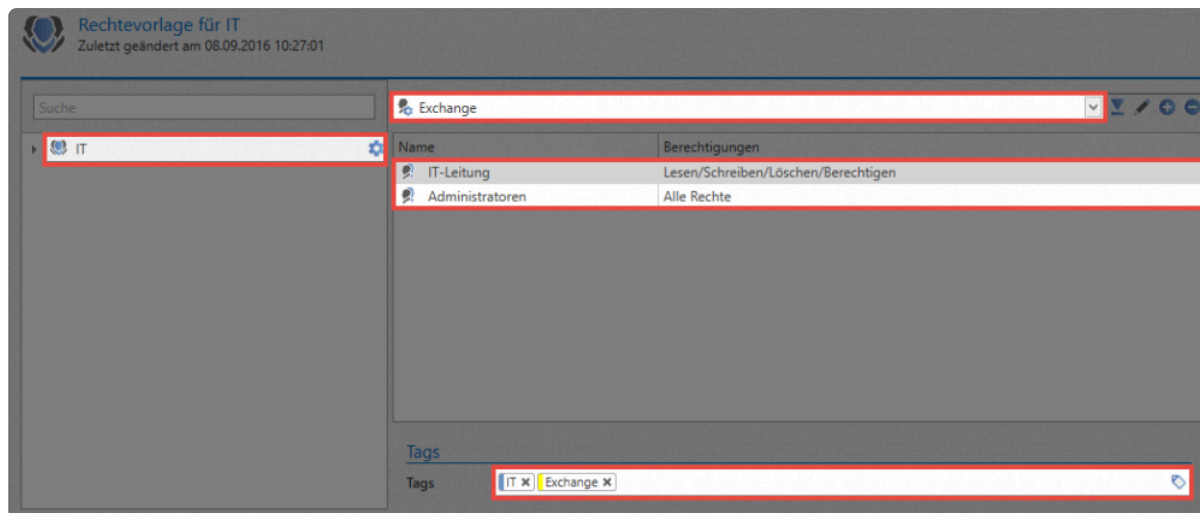 Rechtevorlage für IT
Zuletzt geändert am 08.09.2016 10:27:01
Suche
Exchange
IT
Name Berechtigungen
IT-Leitung Lesen/Schreiben/Löschen/Berechtigen
Administratoren Alle Rechte
Tags
Tags IT Exchange